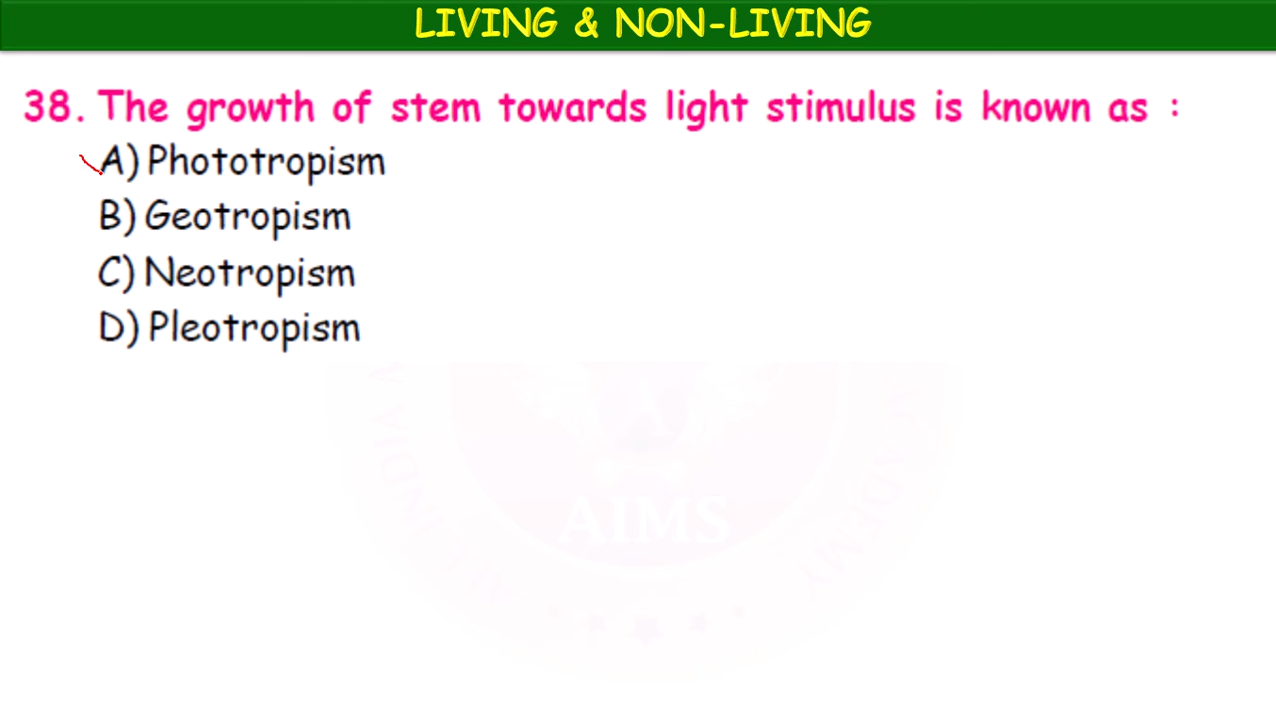 LIVING & NON-LIVING
38. The growth of stem towards light stimulus is known as :
A) Phototropism
B) Geotropism
C) Neotropism
D) Pleotropism
AIMS
ACADEMY